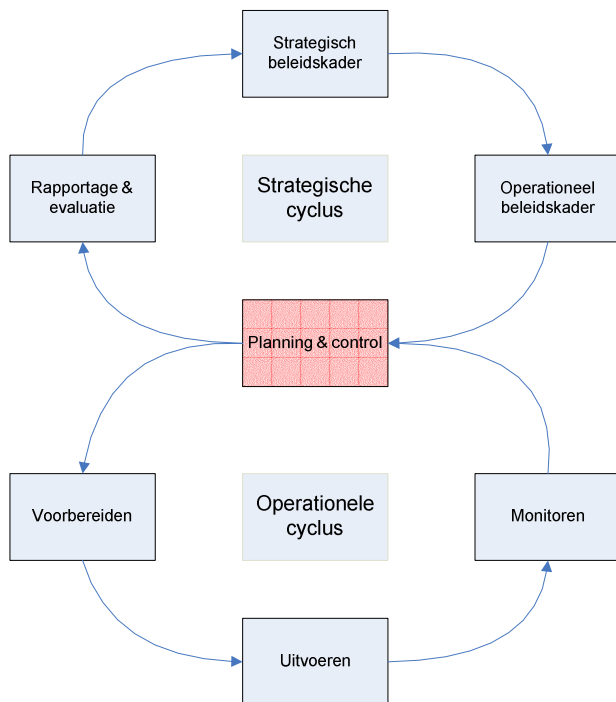 Strategisch
beleidskader
Rapportage &
evaluatie
Strategische
cyclus
Operationeel
beleidskader
Planning & control
Voorbereiden
Operationele
cyclus
Monitoren
Uitvoeren